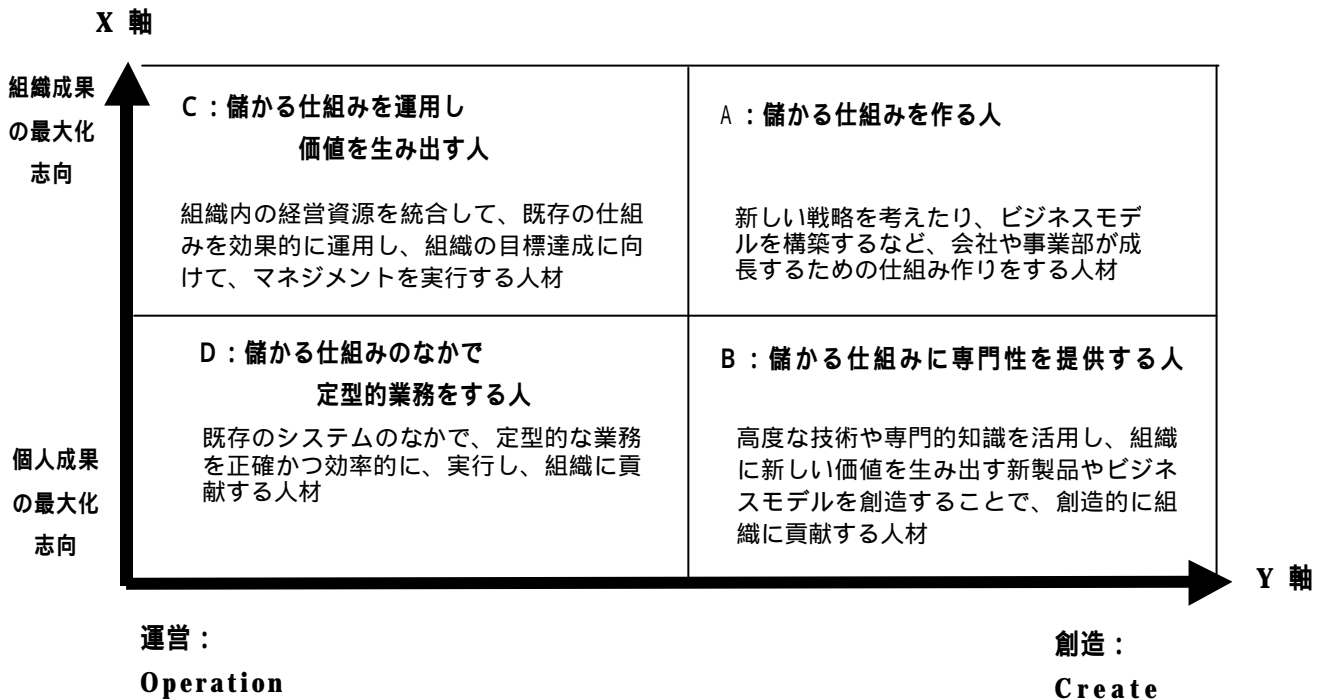 X 軸
組織成果
の最大化
志向
C:儲かる仕組みを運用し
価値を生み出す人
組織内の経営資源を統合して、既存の仕組
みを効果的に運用し、組織の目標達成に向
けて、マネジメントを実行する人材
A:儲かる仕組みを作る人
新しい戦略を考えたり、ビジネスモデ
ルを構築するなど、会社や事業部が成
長するための仕組み作りをする人材
個人成果
の最大化
志向
D:儲かる仕組みのなかで
定型的業務をする人
既存のシステムのなかで、定型的な業務
を正確かつ効率的に、実行し、組織に貢
献する人材
B:儲かる仕組みに専門性を提供する人
高度な技術や専門的知識を活用し、組織
に新しい価値を生み出す新製品やビジネ
スモデルを創造することで、創造的に組
織に貢献する人材
Y 軸
運営:
Operation
創造:
Create